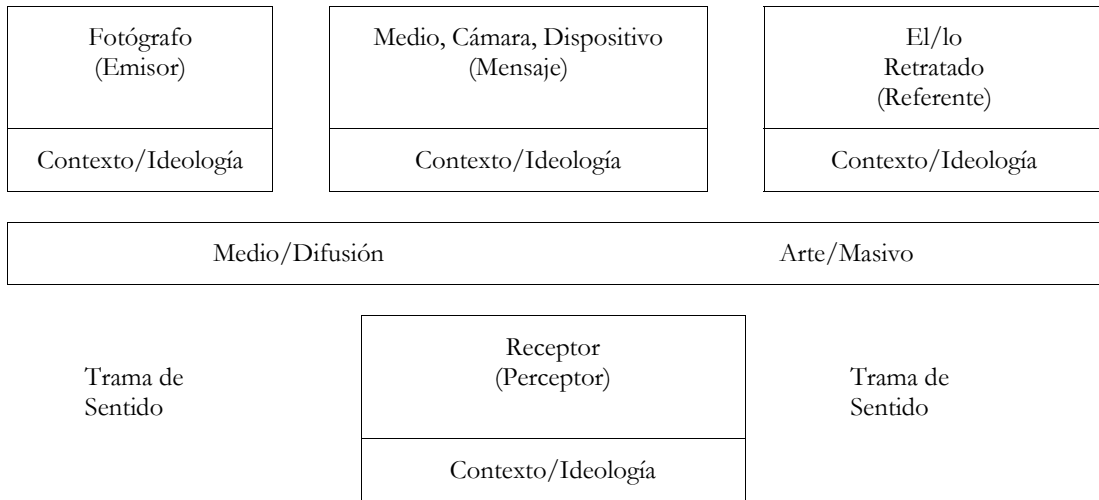 Fotógrafo
(Emisor)
Contexto/Ideología
Medio, Cámara, Dispositivo
(Mensaje)
Contexto/Ideología
El/lo
Retratado
(Referente)
Contexto/Ideología
Medio/Difusión
Arte/Masivo
Trama de
Sentido
Receptor
(Perceptor)
Contexto/Ideología
Trama de
Sentido